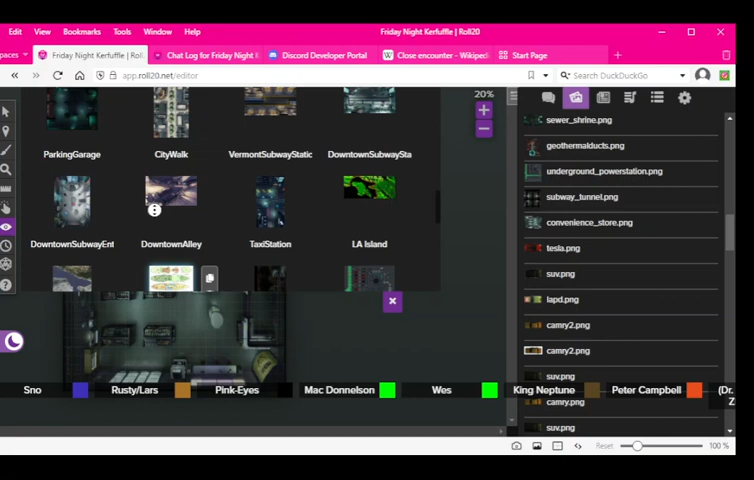 Edit View Bookmarks Tools Window Help Friday Night Kerfuffle | Roll20
paces Friday Night Kerfuffle | Roll Chat Log for Friday Night K Discord Developer Portal Close encounter - Wikiped Start Page
app.roll20.net/editor Search DuckDuckGo
20%
sewer_shrine.png
geothermalducts.png
ParkingGarage CityWalk VermontSubwayStatic DowntownSubwaySta
underground_powerstation.png
subway_tunnel.png
convenience_store.png
DowntownSubwayEnt DowntownAlley TaxiStation LA Island
tesla.png
suv.png
lapd.png
camry2.png
camry2.png
suv.png
Sno Rusty/Lars Pink-Eyes Mac Donnelson Wes King Neptune Peter Campbell (Dr.
Z
camry.png
suv.png
Reset 100 %